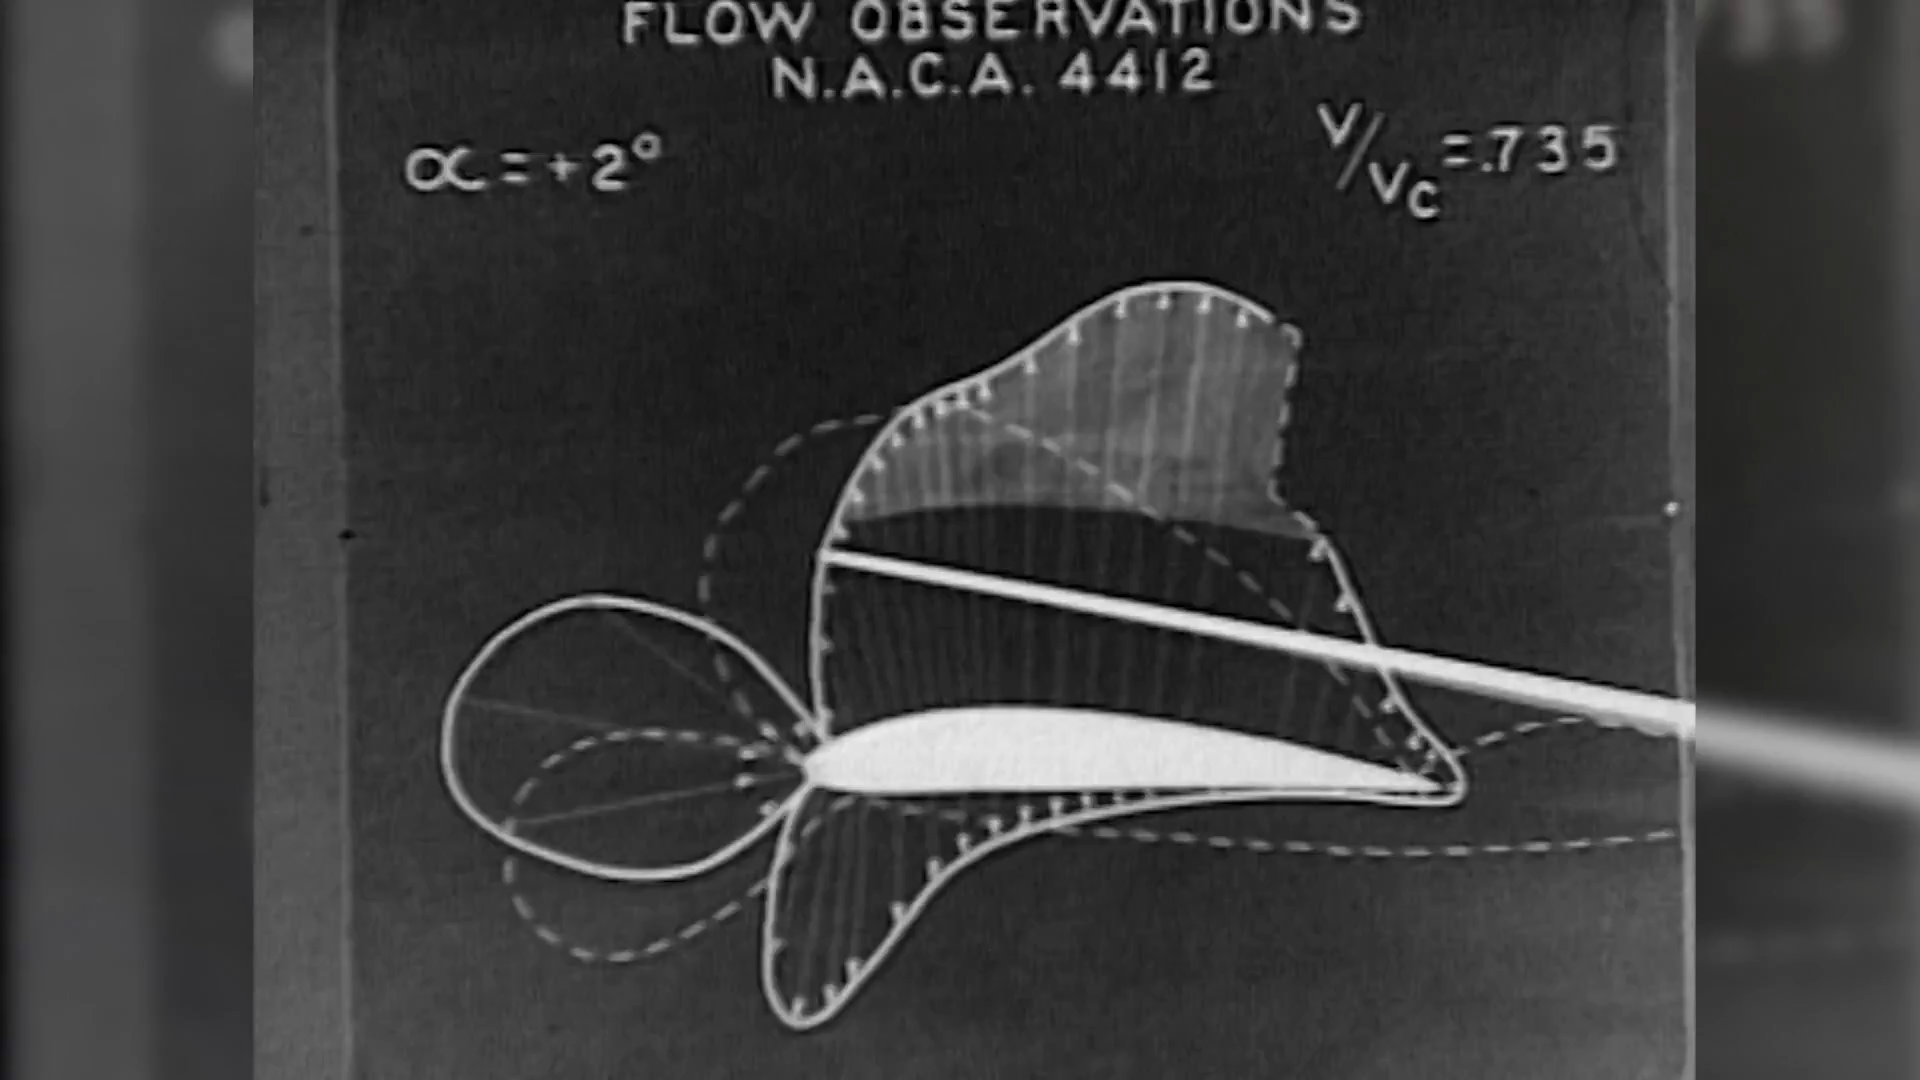 FLOW OBSERVATIONS
N.A.C.A. 4412
α = +2°
V/Vc = .735